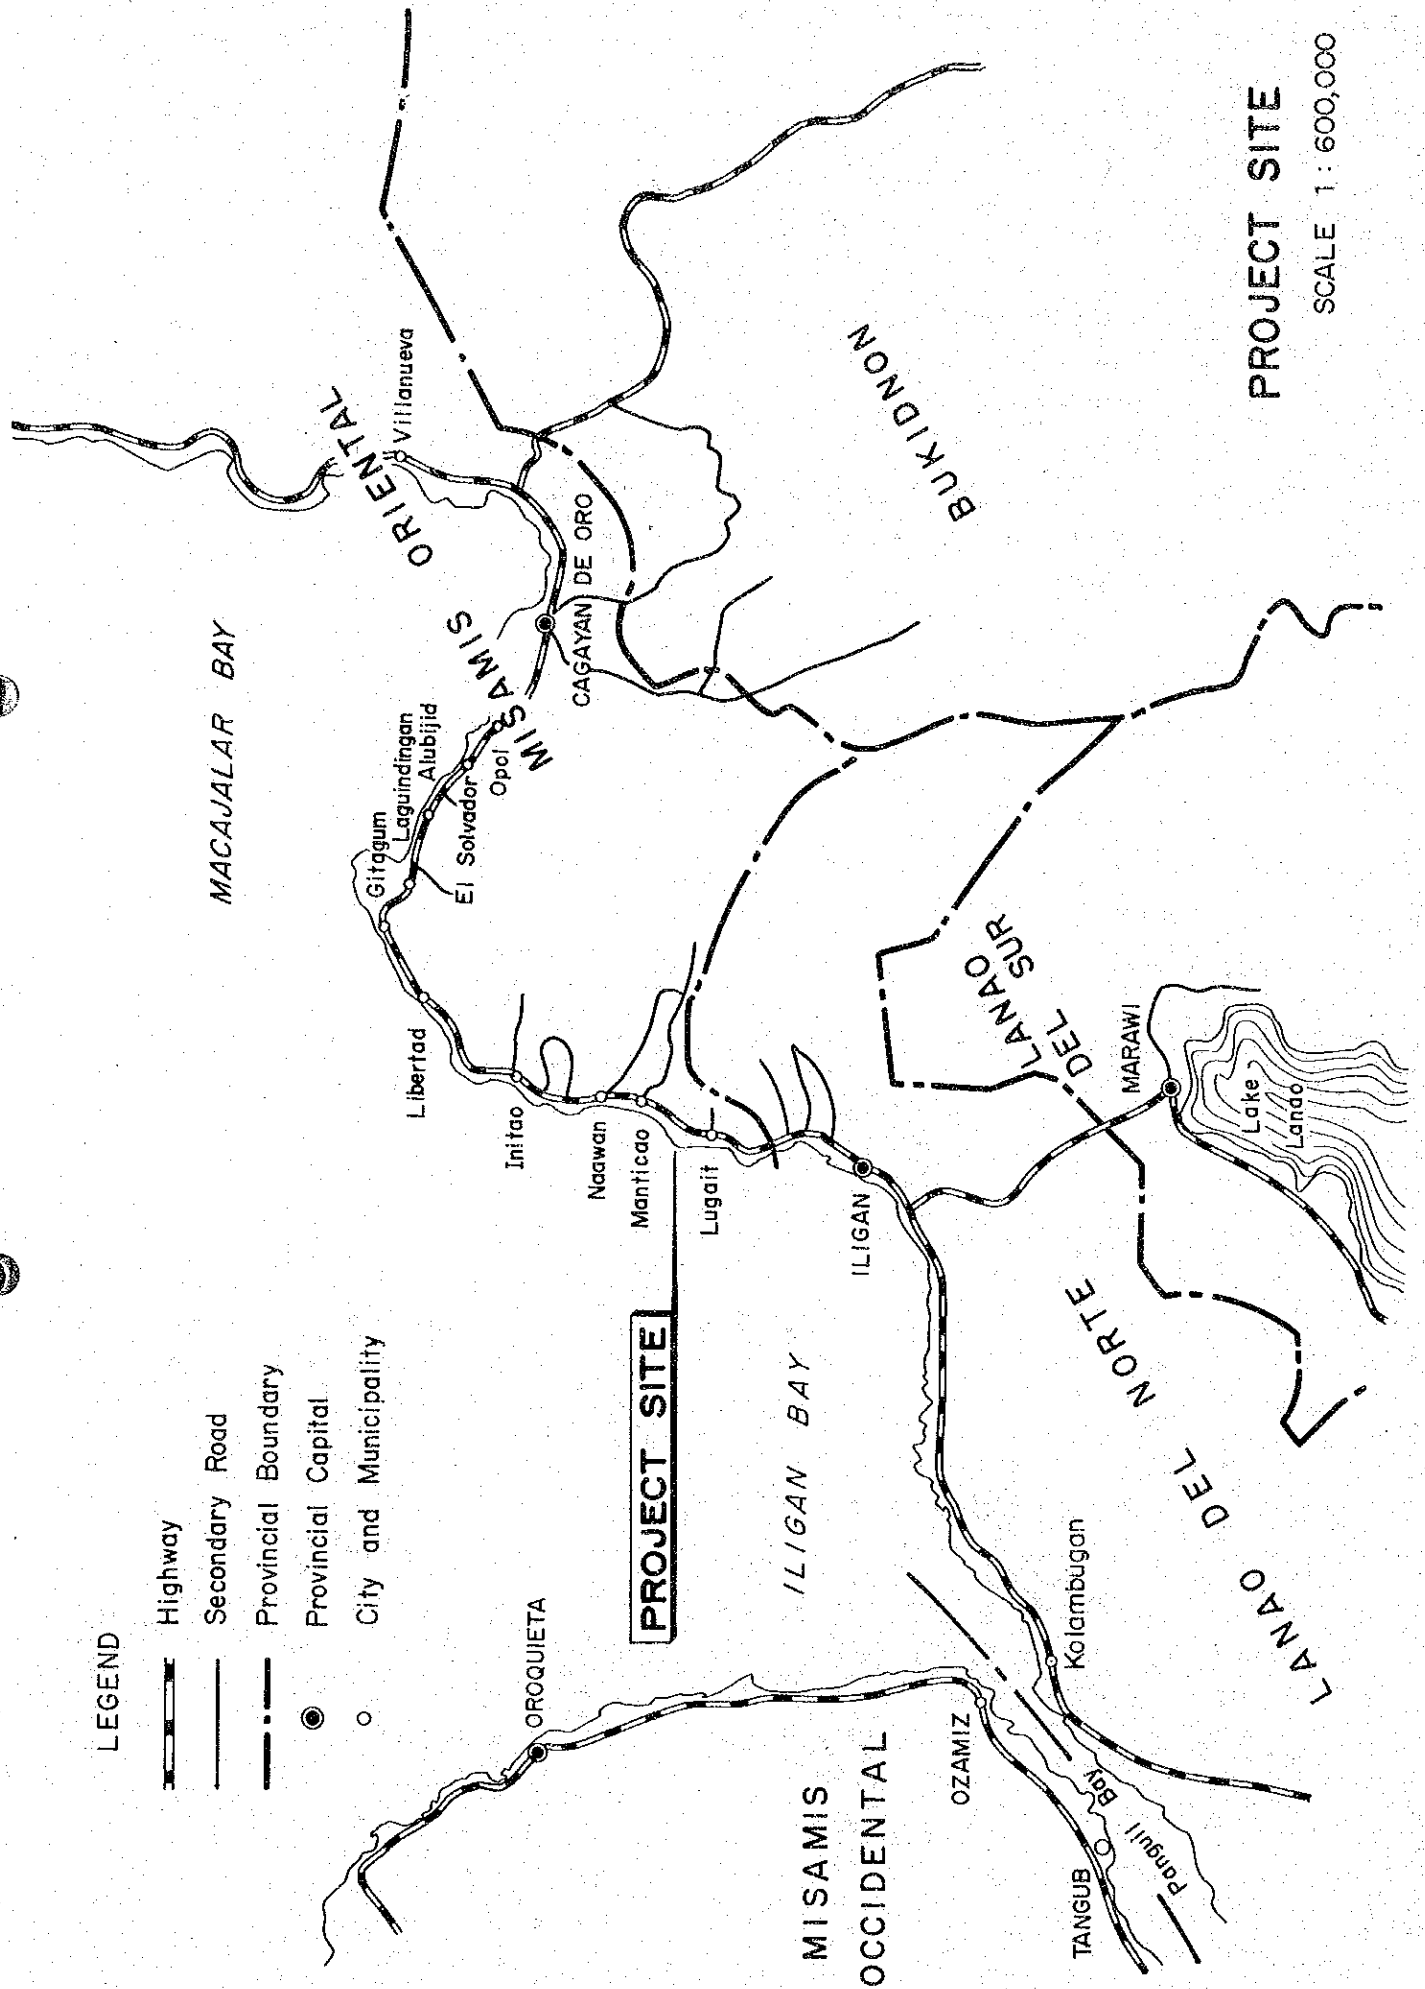 LEGEND
Highway
Secondary Road
Provincial Boundary
Provincial Capital
City and Municipality
MACAJALAR BAY
MISAMIS
ORIENTAL
Villanueva
CAGAYAN DE ORO
Opol
Alubijid
Laguindingan
El Solvador
Gitagum
Libertad
Initao
Naawan
Manticao
Lugait
PROJECT SITE
ILIGAN
ILIGAN BAY
OROQUIETA
MISAMIS
OCCIDENTAL
OZAMIZ
TANGUB
Panguil Bay
Kolambugan
LANAO DEL NORTE
LANAO
DEL SUR
MARAWI
Lake
Lanao
BUKIDNON
PROJECT SITE
SCALE 1 : 600,000